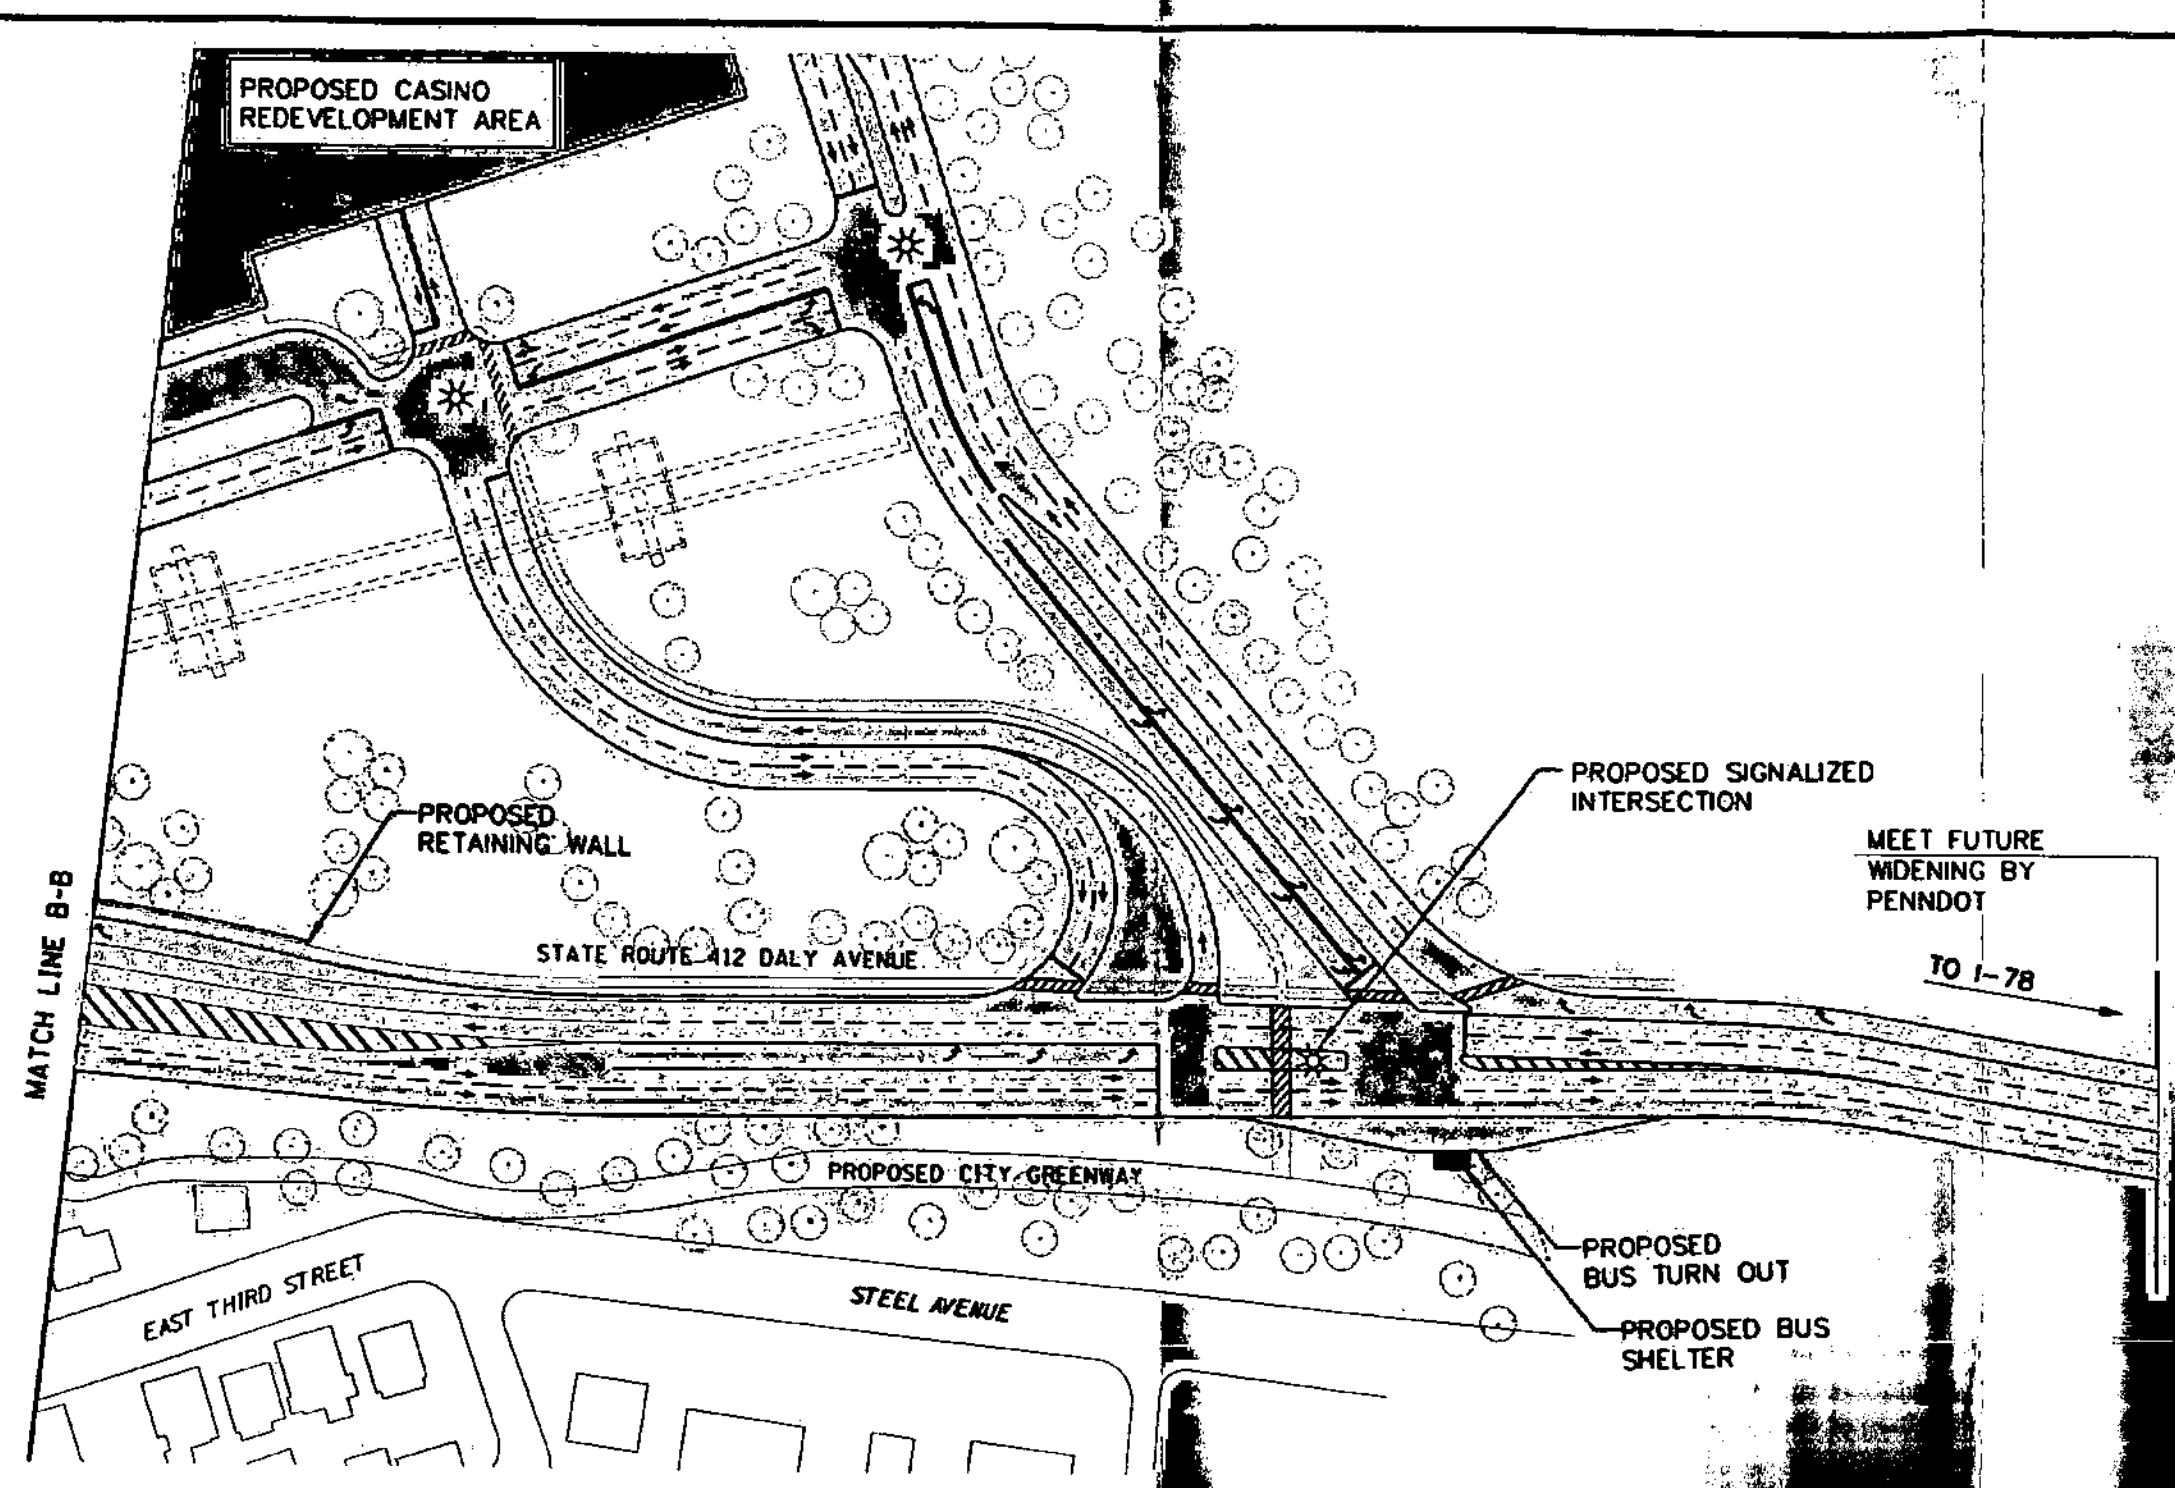 PROPOSED CASINO
REDEVELOPMENT AREA
PROPOSED SIGNALIZED
INTERSECTION
MEET FUTURE
WIDENING BY
PENNDOT
TO I-78
PROPOSED
RETAINING WALL
STATE ROUTE 412 DALY AVENUE
MATCH LINE B-B
PROPOSED CITY GREENWAY
PROPOSED
BUS TURN OUT
PROPOSED BUS
SHELTER
EAST THIRD STREET
STEEL AVENUE